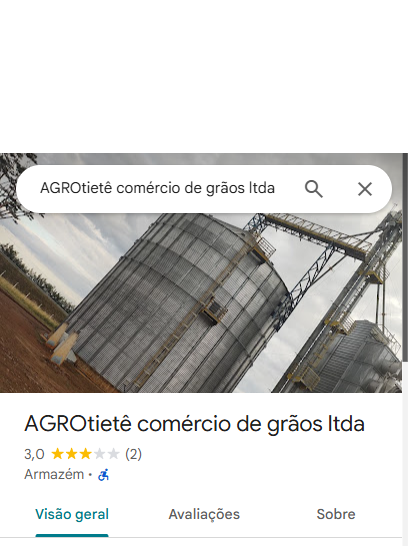 AGROtietê comércio de grãos ltda
AGROtietê comércio de grãos ltda
3,0 (2)
Armazém ·
Visão geral Avaliações Sobre